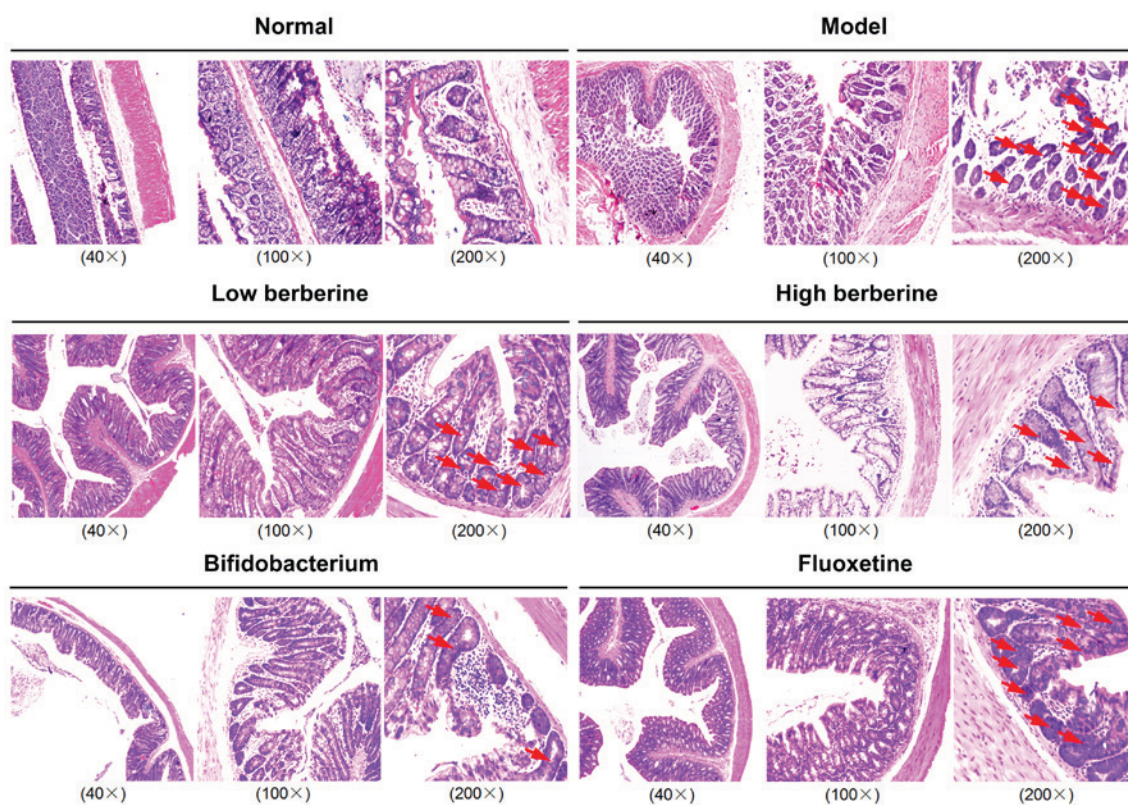 Normal Model
(40×) (100×) (200×) (40×) (100×) (200×)
Low berberine High berberine
(40×) (100×) (200×) (40×) (100×) (200×)
Bifidobacterium Fluoxetine
(40×) (100×) (200×) (40×) (100×) (200×)